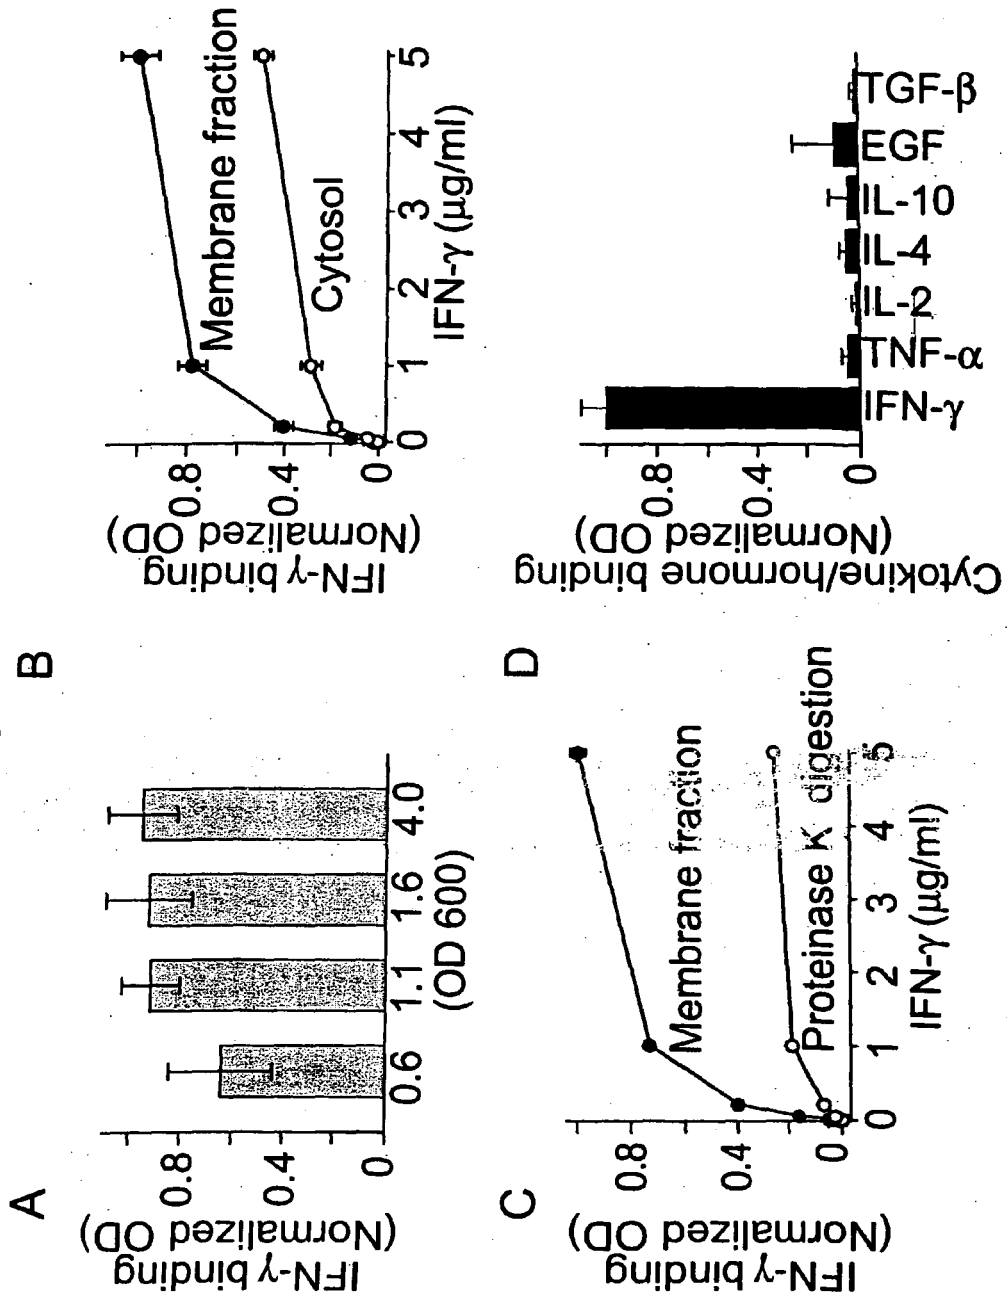 A
IFN-γ binding
(Normalized OD)
0.8
0.4
0
0.6
1.1
1.6
4.0
(OD 600)
B
IFN-γ binding
(Normalized OD)
0.8
0.4
0
Membrane fraction
Cytosol
0
1
2
3
4
5
IFN-γ (μg/ml)
C
IFN-γ binding
(Normalized OD)
0.8
0.4
0
Membrane fraction
Proteinase K digestion
0
1
2
3
4
5
IFN-γ (μg/ml)
D
Cytokine/hormone binding
(Normalized OD)
0.8
0.4
0
IFN-γ
TNF-α
IL-2
IL-4
IL-10
EGF
TGF-β